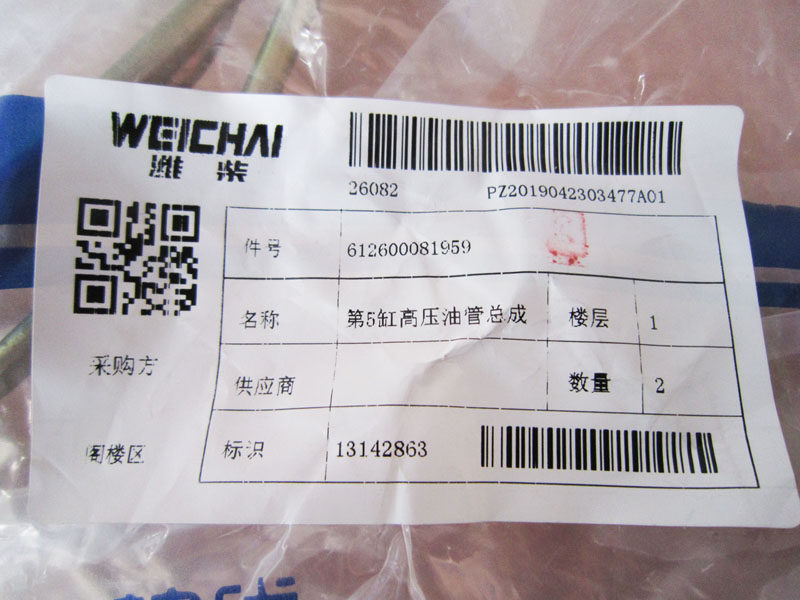 WEICHAI
潍柴
26082 PZ2019042303477A01
件号 612600081959
名称 第5缸高压油管总成 楼层 1
采购方
供应商 数量 2
阁楼区
标识 13142863